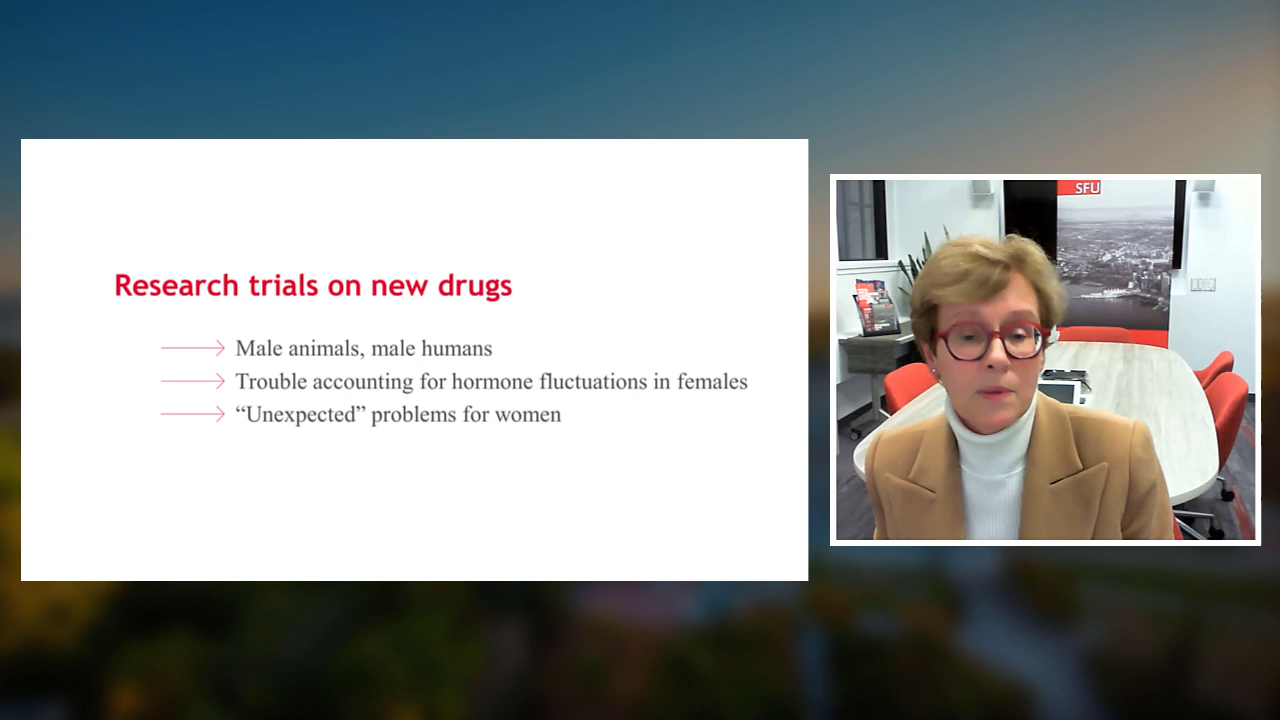 Research trials on new drugs
Male animals, male humans
Trouble accounting for hormone fluctuations in females
“Unexpected” problems for women
SFU